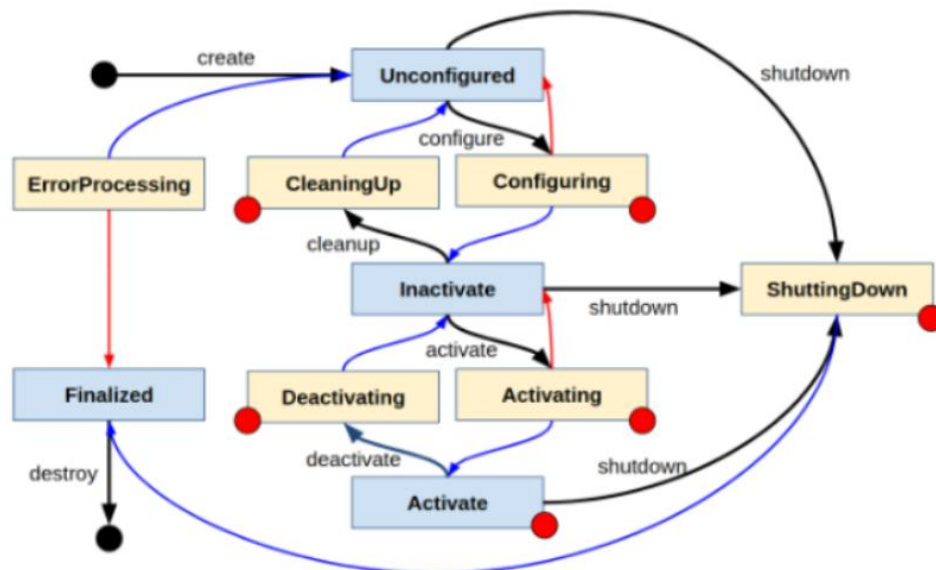 create
Unconfigured
shutdown
configure
ErrorProcessing
CleaningUp
Configuring
cleanup
Inactivate
shutdown
ShuttingDown
activate
Finalized
Deactivating
Activating
deactivate
shutdown
destroy
Activate